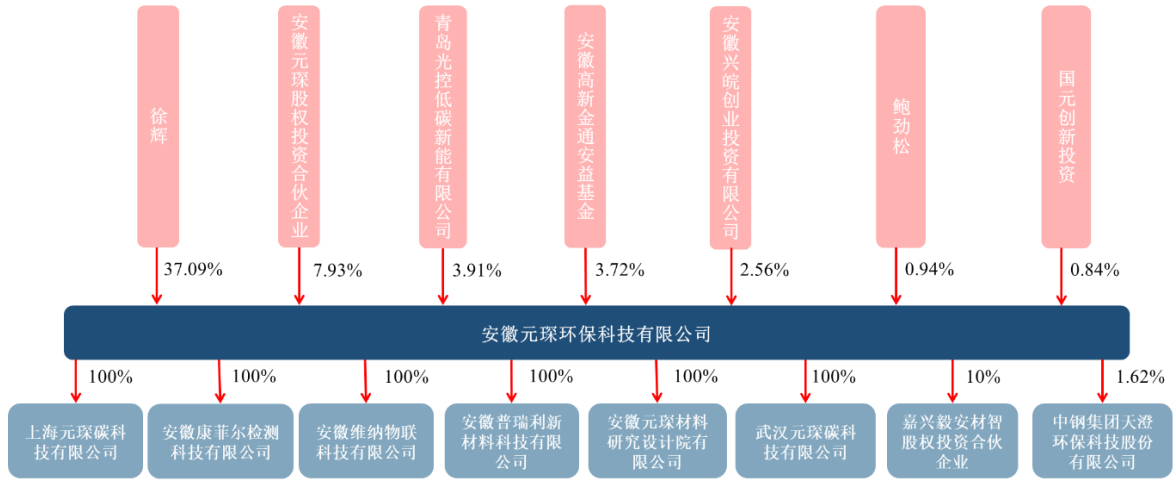 徐辉
安徽元琛股权投资合伙企业
青岛光控低碳新能有限公司
安徽高新金通安益基金
安徽兴皖创业投资有限公司
鲍劲松
国元创新投资
37.09%
7.93%
3.91%
3.72%
2.56%
0.94%
0.84%
安徽元琛环保科技有限公司
100%
100%
100%
100%
100%
100%
10%
1.62%
上海元琛碳科
技有限公司
安徽康菲尔检测
科技有限公司
安徽维纳物联
科技有限公司
安徽普瑞利新
材料科技有限
公司
安徽元琛材料
研究设计院有
限公司
武汉元琛碳科
技有限公司
嘉兴毅安材智
股权投资合伙
企业
中钢集团天澄
环保科技股份
有限公司